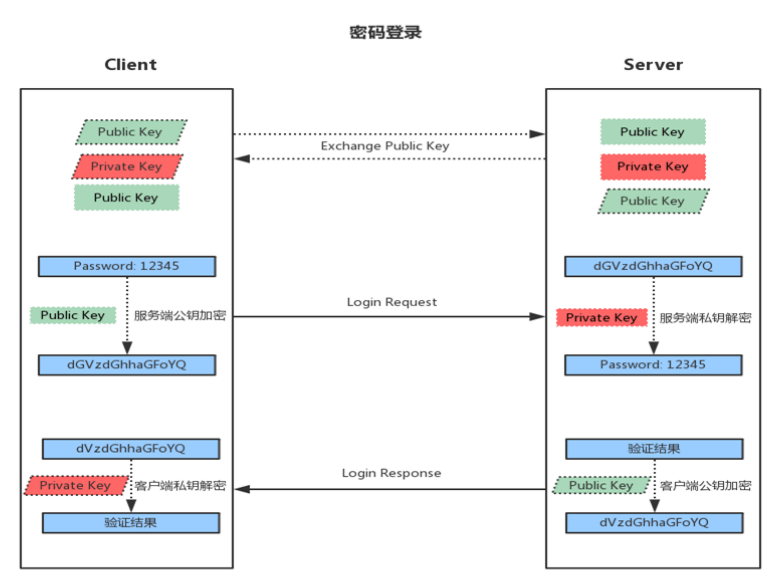 密码登录
Client
Server
Public Key
Private Key
Public Key
Exchange Public Key
Public Key
Private Key
Public Key
Password: 12345
Public Key
服务端公钥加密
dGVzdGhhaGFoYQ
Login Request
dGVzdGhhaGFoYQ
Private Key
服务端私钥解密
Password: 12345
dVzdGhhaGFoYQ
Private Key
客户端私钥解密
验证结果
Login Response
验证结果
Public Key
客户端公钥加密
dVzdGhhaGFoYQ